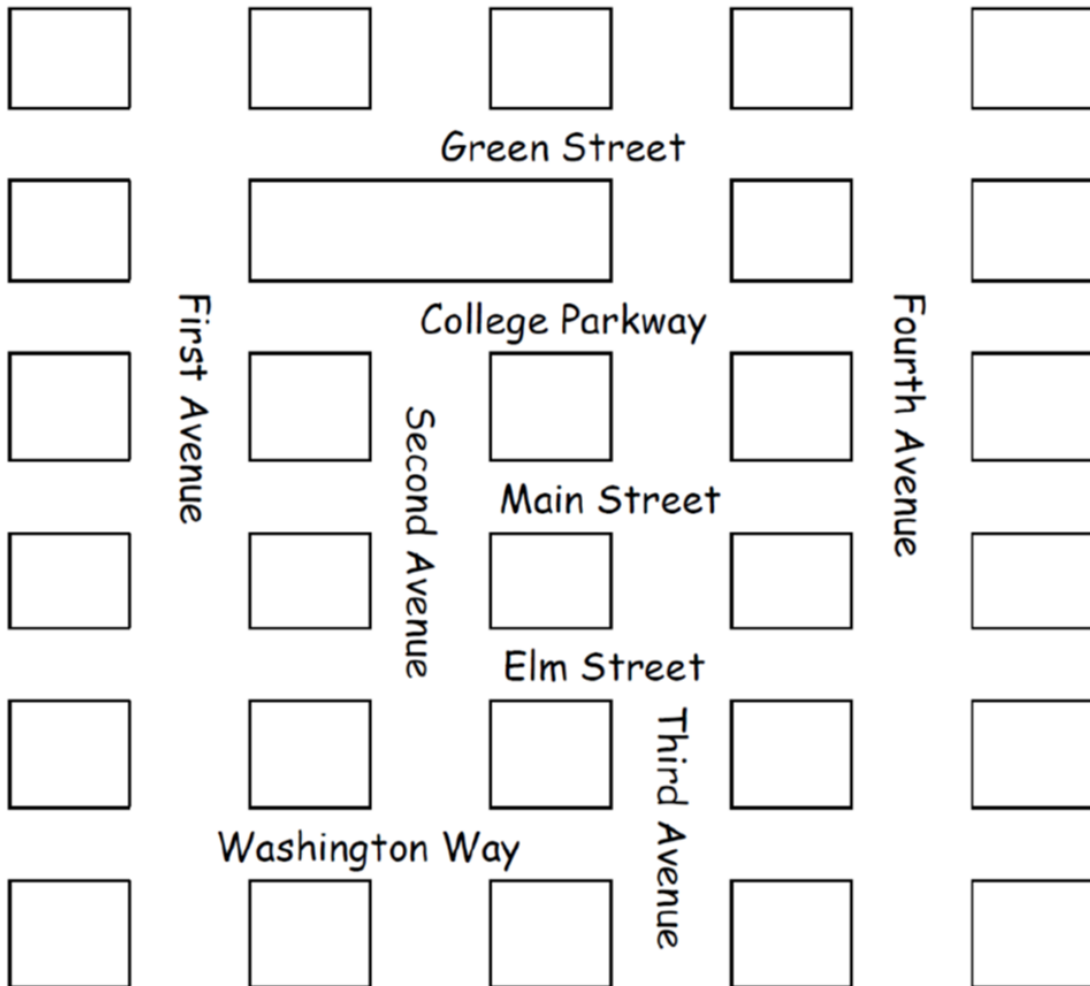 Green Street
College Parkway
First Avenue
Fourth Avenue
Second Avenue
Main Street
Elm Street
Third Avenue
Washington Way